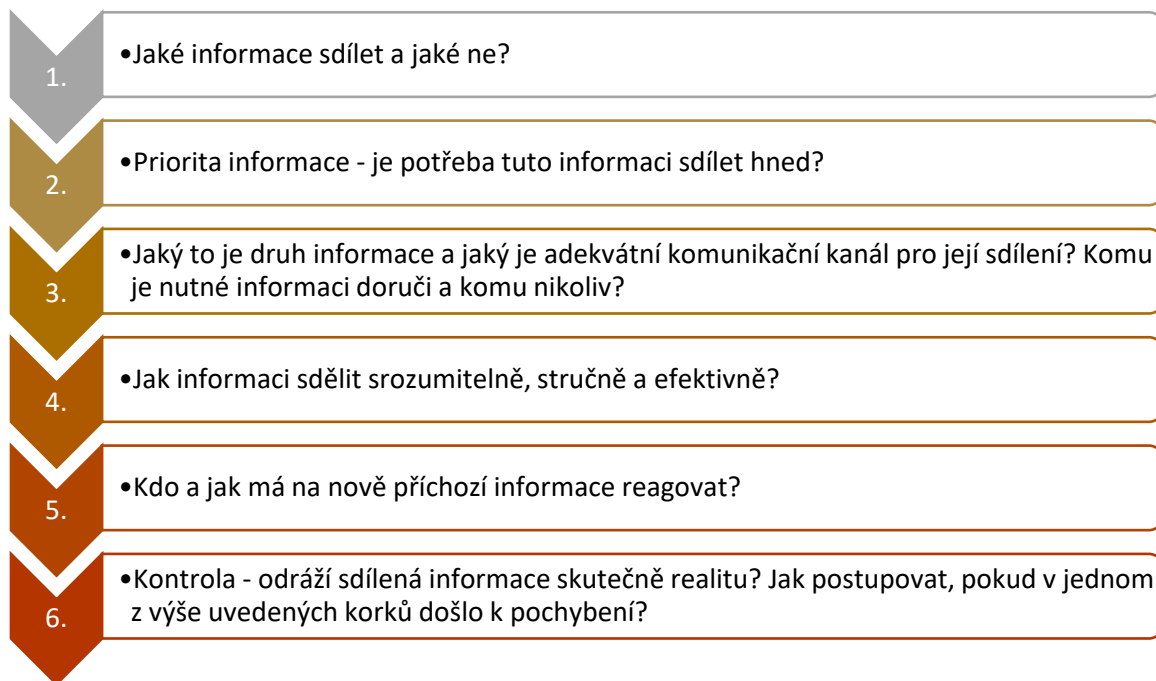 1.
•Jaké informace sdílet a jaké ne?
2.
•Priorita informace - je potřeba tuto informaci sdílet hned?
3.
•Jaký to je druh informace a jaký je adekvátní komunikační kanál pro její sdílení? Komu
je nutné informaci doruči a komu nikoliv?
4.
•Jak informaci sdělit srozumitelně, stručně a efektivně?
5.
•Kdo a jak má na nově příchozí informace reagovat?
6.
•Kontrola - odráží sdílená informace skutečně realitu? Jak postupovat, pokud v jednom
z výše uvedených korků došlo k pochybení?